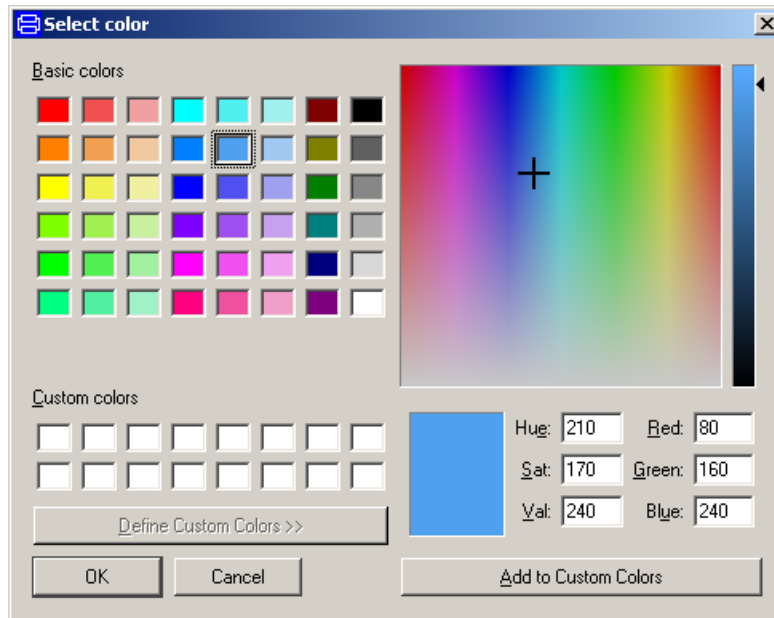 Select color
Basic colors
Custom colors
Define Custom Colors >>
OK Cancel
Hue: 210 Red: 80
Sat: 170 Green: 160
Val: 240 Blue: 240
Add to Custom Colors